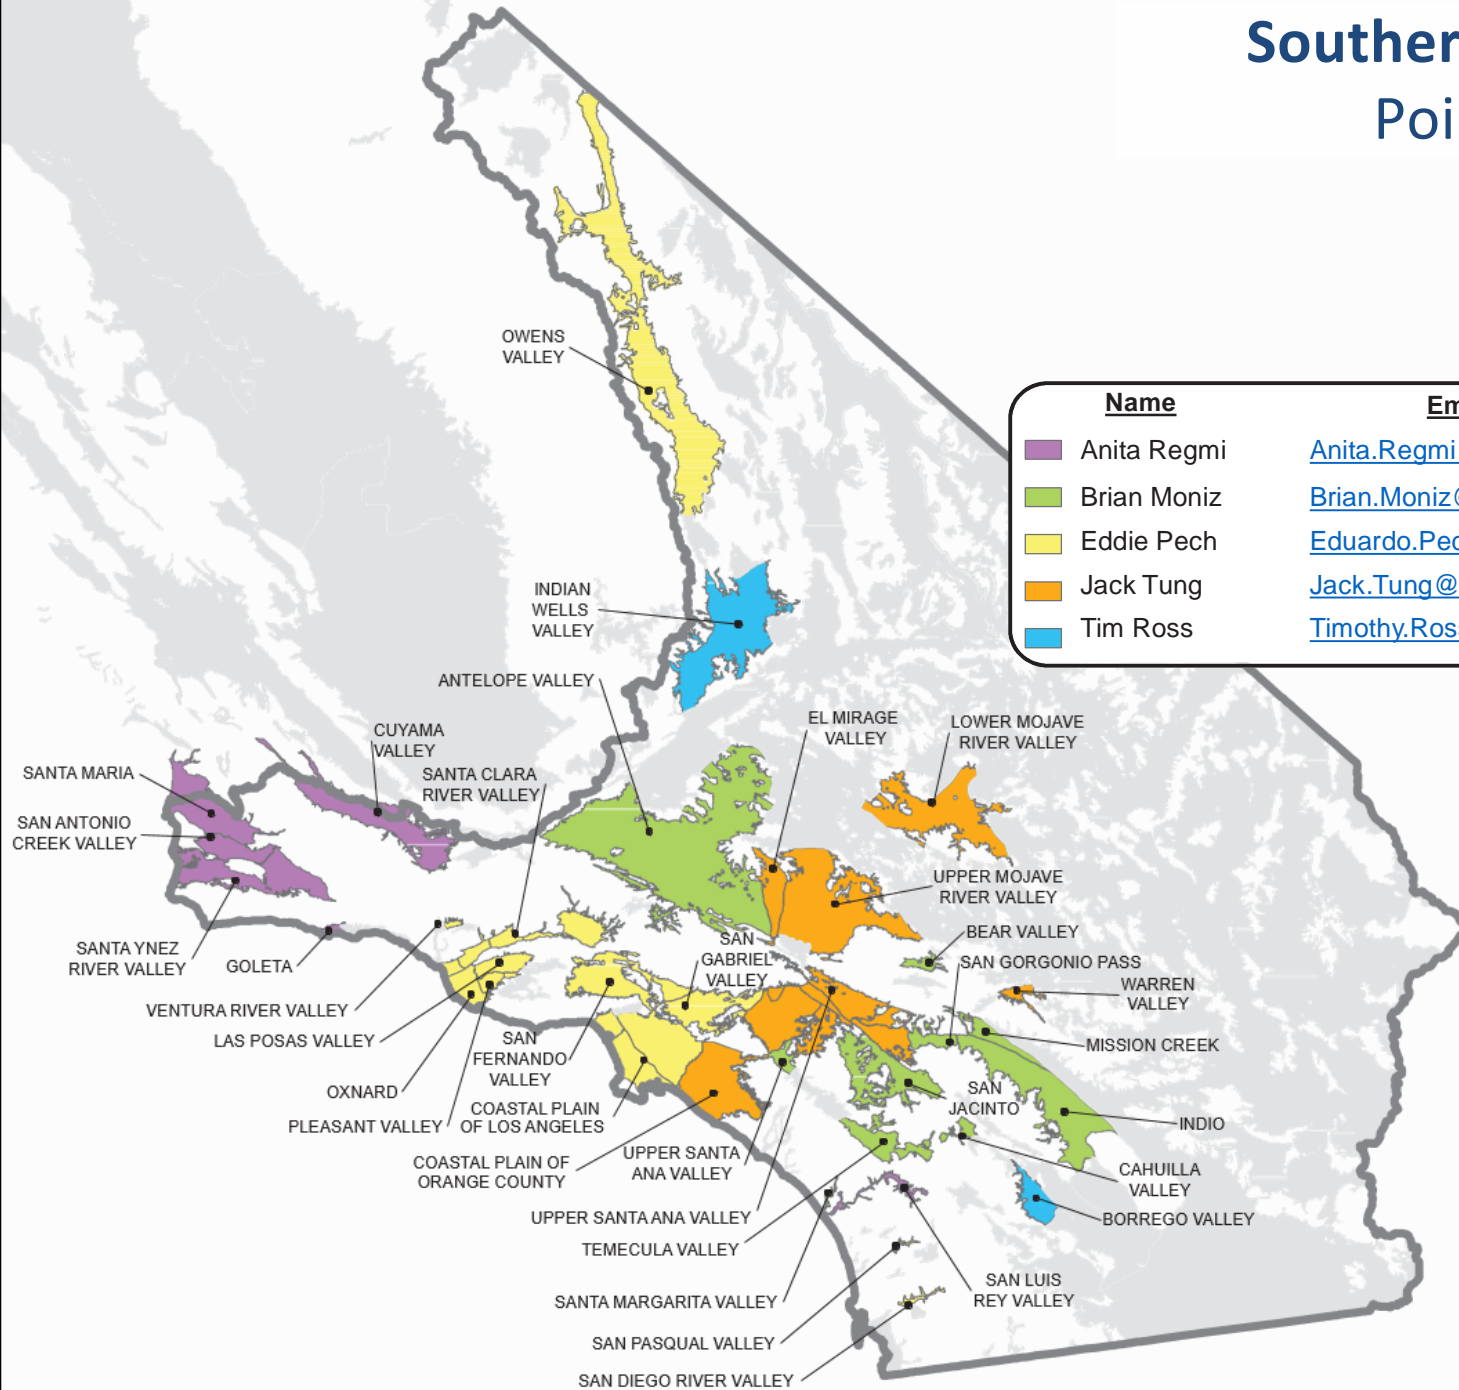 Souther
Poi
Name
Em
Anita Regmi
Anita.Regmi
Brian Moniz
Brian.Moniz@
Eddie Pech
Eduardo.Pec
Jack Tung
Jack.Tung@
Tim Ross
Timothy.Ros
OWENS
VALLEY
INDIAN
WELLS
VALLEY
ANTELOPE VALLEY
CUYAMA
VALLEY
EL MIRAGE
VALLEY
LOWER MOJAVE
RIVER VALLEY
SANTA MARIA
SANTA CLARA
RIVER VALLEY
SAN ANTONIO
CREEK VALLEY
UPPER MOJAVE
RIVER VALLEY
BEAR VALLEY
SANTA YNEZ
RIVER VALLEY
GOLETA
SAN
GABRIEL
VALLEY
SAN GORGONIO PASS
WARREN
VALLEY
VENTURA RIVER VALLEY
LAS POSAS VALLEY
SAN
FERNANDO
VALLEY
MISSION CREEK
OXNARD
SAN
JACINTO
PLEASANT VALLEY
COASTAL PLAIN
OF LOS ANGELES
INDIO
COASTAL PLAIN OF
ORANGE COUNTY
UPPER SANTA
ANA VALLEY
CAHUILLA
VALLEY
UPPER SANTA ANA VALLEY
BORREGO VALLEY
TEMECULA VALLEY
SANTA MARGARITA VALLEY
SAN LUIS
REY VALLEY
SAN PASQUAL VALLEY
SAN DIEGO RIVER VALLEY